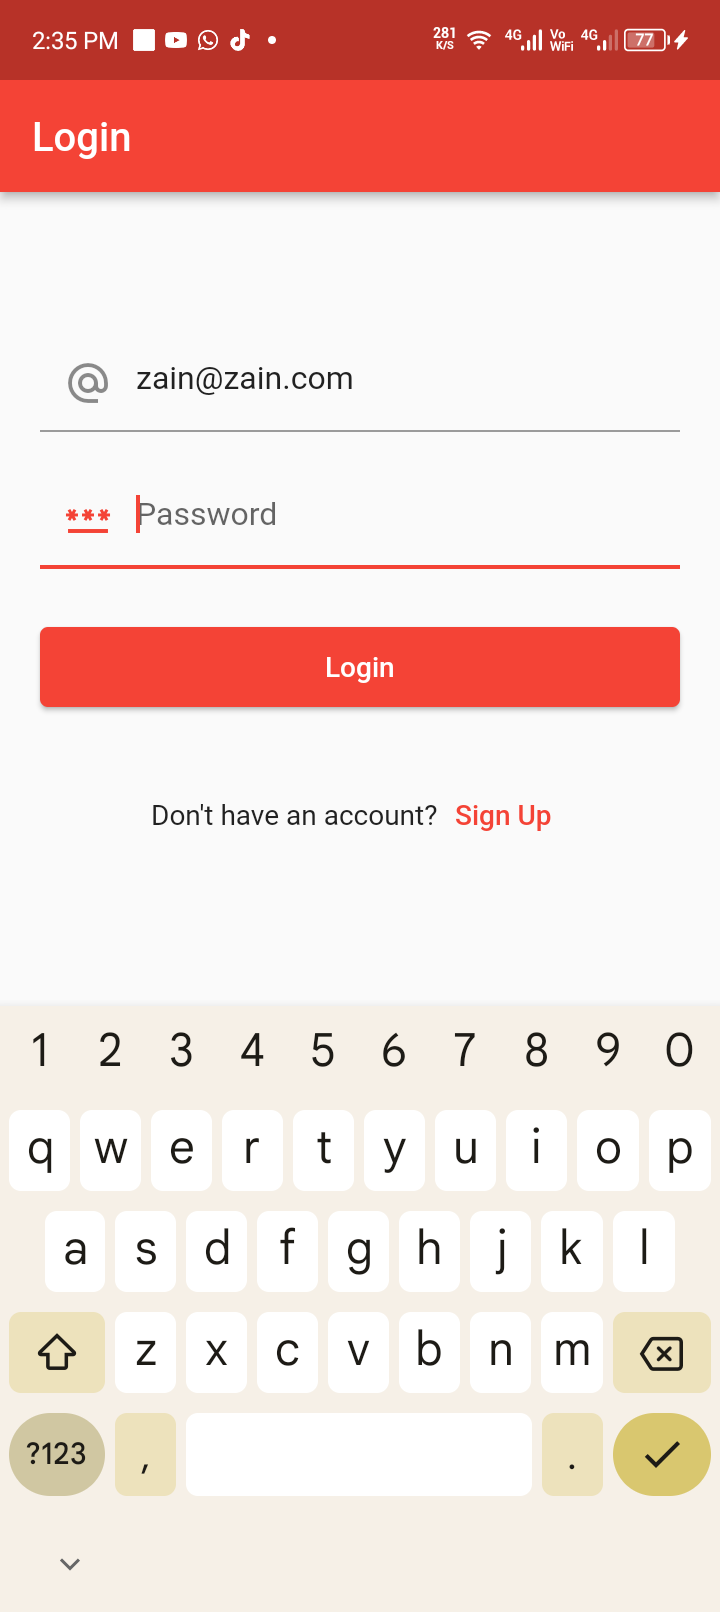 2:35 PM 281 K/S 4G Vo WiFi 4G 77
Login
zain@zain.com
*** Password
Login
Don't have an account? Sign Up
1 2 3 4 5 6 7 8 9 0
q w e r t y u i o p
a s d f g h j k l
z x c v b n m
?123 , .